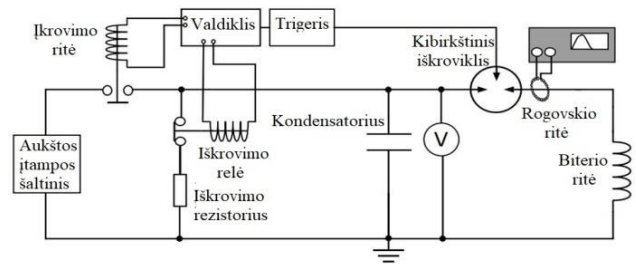 Įkrovimo
ritė
Valdiklis
Trigeris
Kibirkštinis
iškroviklis
Rogovskio
ritė
Kondensatorius
V
Aukštos
įtampos
šaltinis
Iškrovimo
relė
Iškrovimo
rezistorius
Biterio
ritė